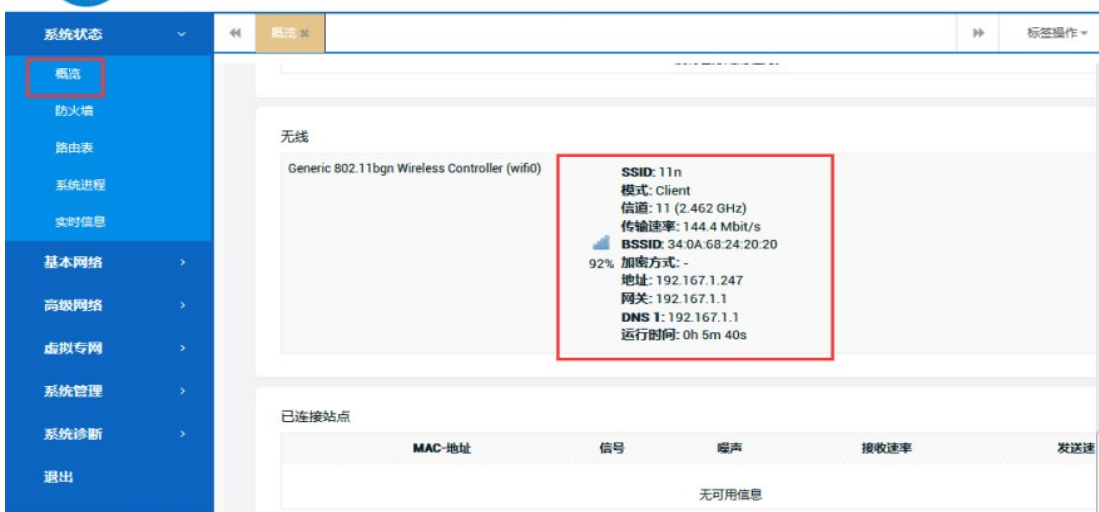 系统状态
概览
标签操作
概览
防火墙
路由表
系统进程
实时信息
基本网络
高级网络
虚拟专网
系统管理
系统诊断
退出
无线
Generic 802.11bgn Wireless Controller (wifi0)
92%
SSID: 11n
模式: Client
信道: 11 (2.462 GHz)
传输速率: 144.4 Mbit/s
BSSID: 34:0A:68:24:20:20
加密方式: -
地址: 192.167.1.247
网关: 192.167.1.1
DNS 1: 192.167.1.1
运行时间: 0h 5m 40s
已连接站点
MAC-地址 信号 噪声 接收速率 发送速
无可用信息